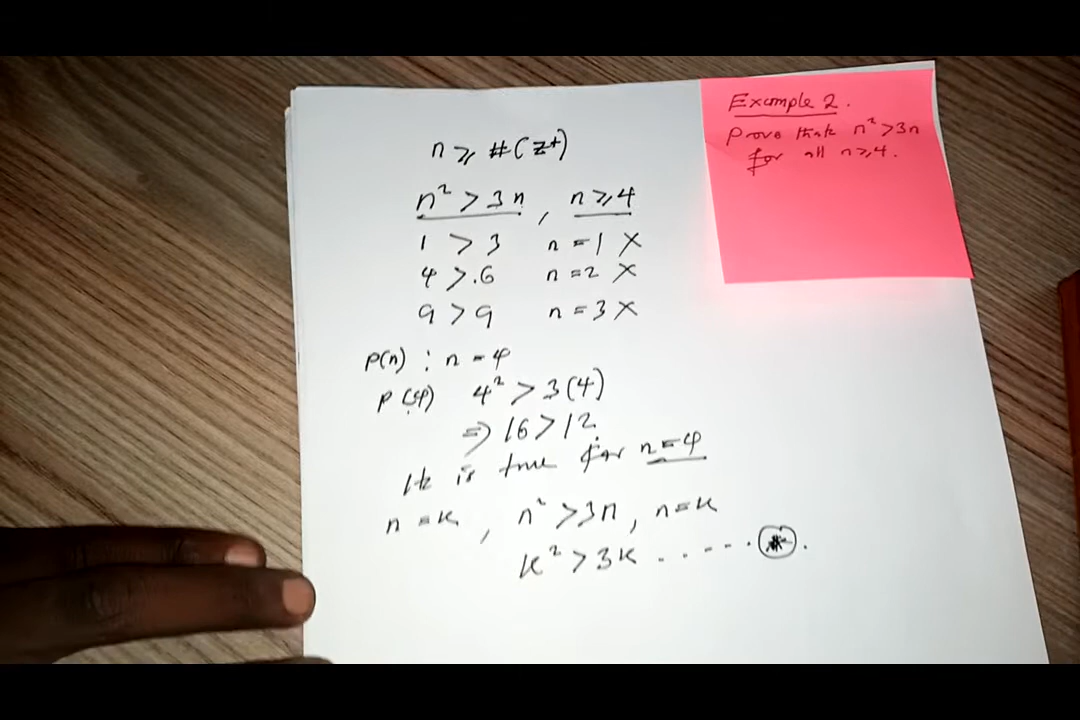 n ≥ #(z+)
n² > 3n , n ≥ 4
1 > 3 n = 1 X
4 > 6 n = 2 X
9 > 9 n = 3 X
P(n) : n = 4
P(4) 4² > 3(4)
=> 16 > 12
It is true for n = 4
n = k , n² > 3n, n = k
k² > 3k ....... (*) .
Example 2.
prove that n² > 3n
for all n ≥ 4.